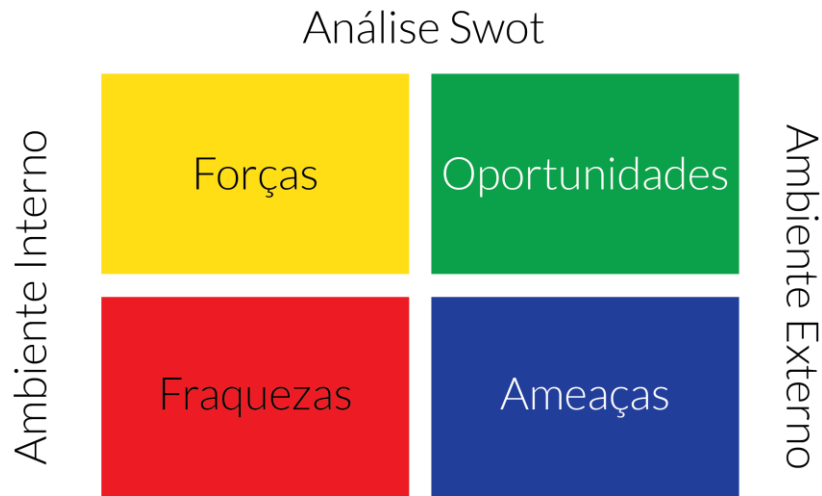 Análise Swot
Ambiente Interno
Forças
Oportunidades
Fraquezas
Ameaças
Ambiente Externo